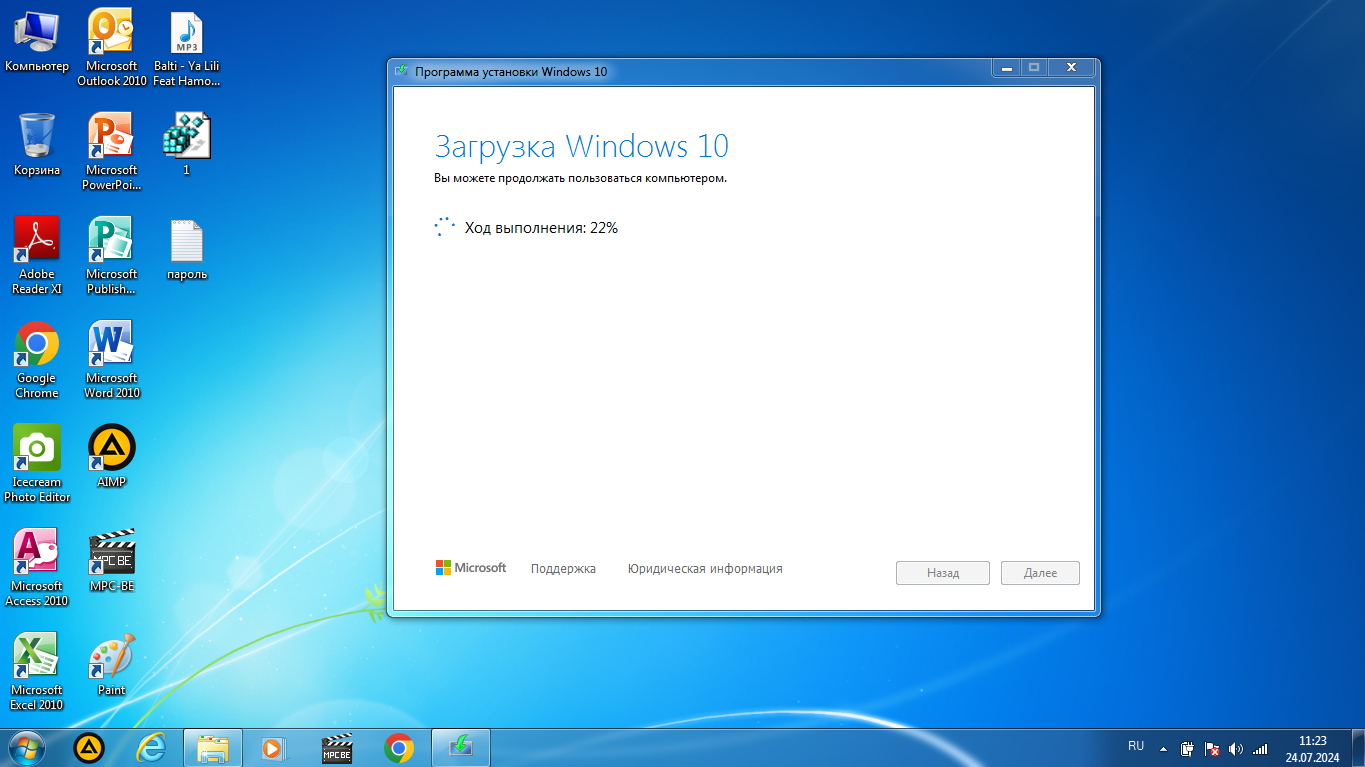 Компьютер
Microsoft
Outlook 2010
MP3
Balti - Ya Lili
Feat Hamo...
Корзина
Microsoft
PowerPoi...
1
Adobe
Reader XI
Microsoft
Publish...
пароль
Google
Chrome
Microsoft
Word 2010
Icecream
Photo Editor
AIMP
Microsoft
Access 2010
MPC BE
MPC-BE
Microsoft
Excel 2010
Paint
Программа установки Windows 10
Загрузка Windows 10
Вы можете продолжать пользоваться компьютером.
Ход выполнения: 22%
Microsoft
Поддержка
Юридическая информация
Назад
Далее
MPC BE
RU
11:23
24.07.2024